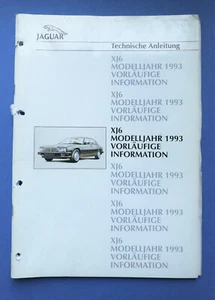 JAGUAR
Technische Anleitung
XJ6
MODELLJAHR 1993
VORLÄUFIGE
INFORMATION
XJ6
MODELLJAHR 1993
VORLÄUFIGE
INFORMATION
XJ6
MODELLJAHR 1993
VORLÄUFIGE
INFORMATION
XJ6
MODELLJAHR 1993
VORLÄUFIGE
INFORMATION
XJ6
MODELLJAHR 1993
VORLÄUFIGE
INFORMATION
XJ6
MODELLJAHR 1993
VORLÄUFIGE
INFORMATION